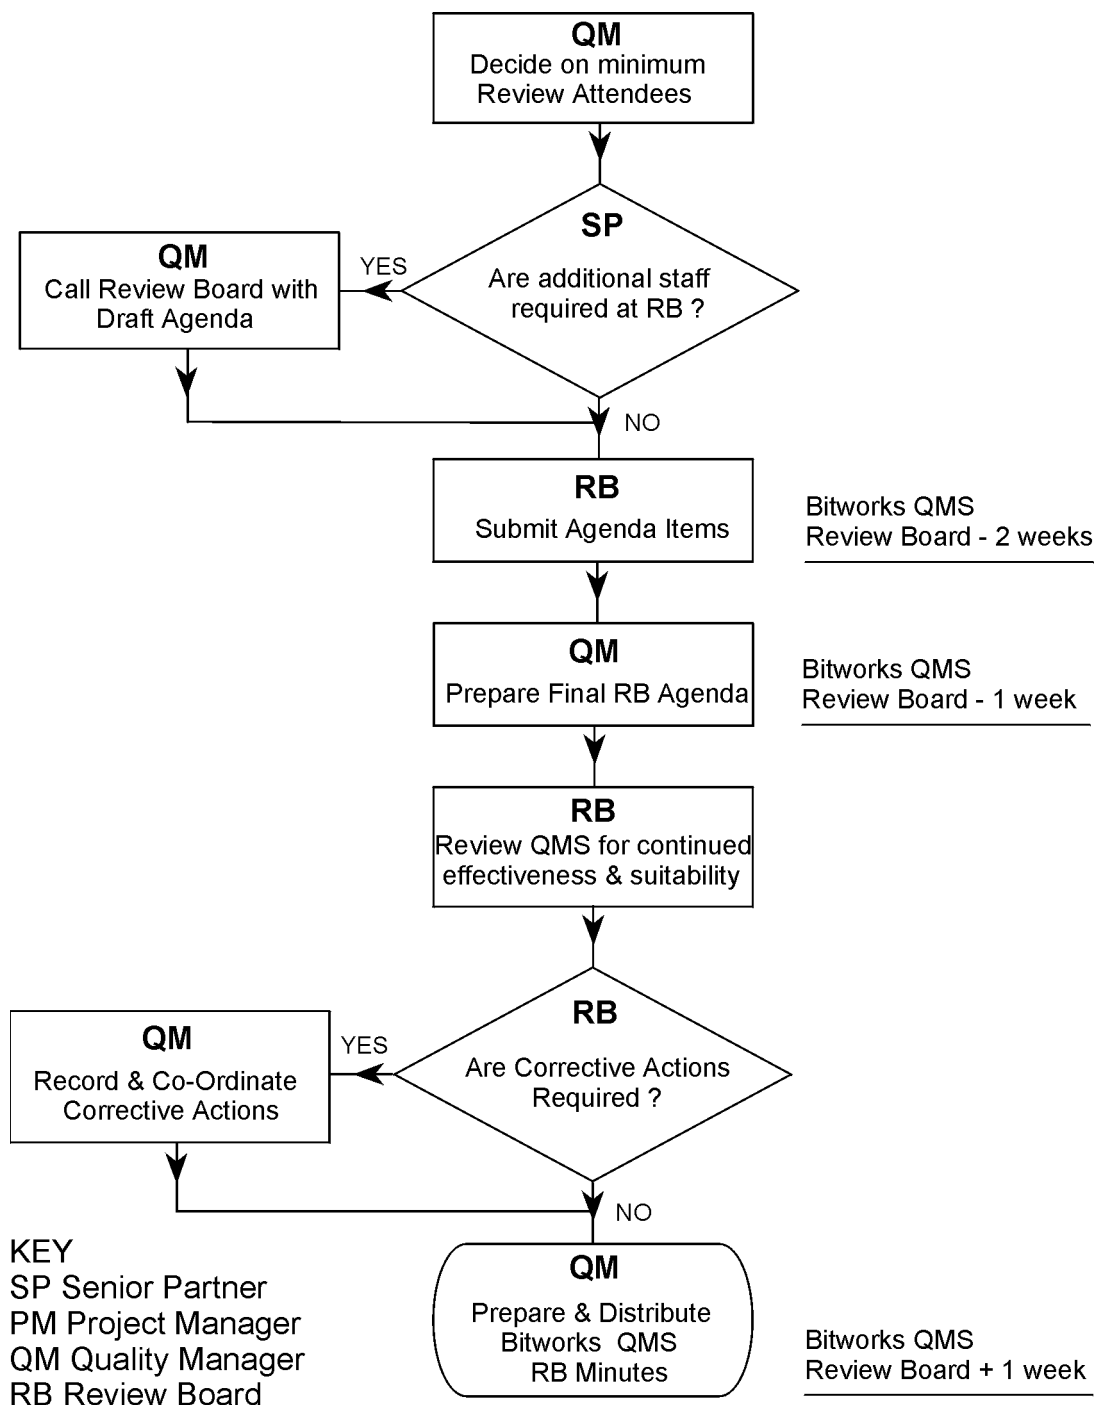 QM
Decide on minimum
Review Attendees
SP
Are additional staff
required at RB ?
YES
QM
Call Review Board with
Draft Agenda
NO
RB
Submit Agenda Items
Bitworks QMS
Review Board - 2 weeks
QM
Prepare Final RB Agenda
Bitworks QMS
Review Board - 1 week
RB
Review QMS for continued
effectiveness & suitability
RB
Are Corrective Actions
Required ?
YES
QM
Record & Co-Ordinate
Corrective Actions
NO
QM
Prepare & Distribute
Bitworks QMS
RB Minutes
Bitworks QMS
Review Board + 1 week
KEY
SP Senior Partner
PM Project Manager
QM Quality Manager
RB Review Board